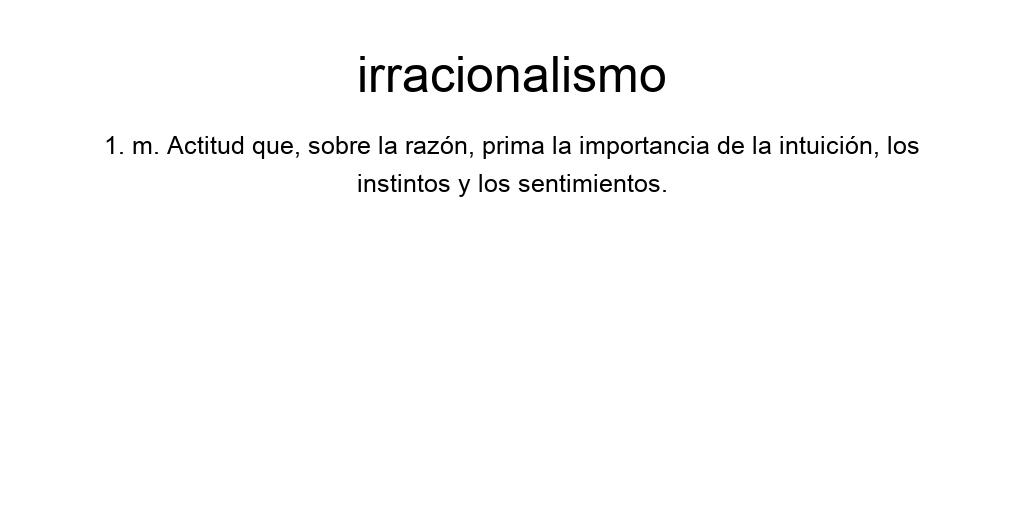 irracionalismo
1. m. Actitud que, sobre la razón, prima la importancia de la intuición, los
instintos y los sentimientos.